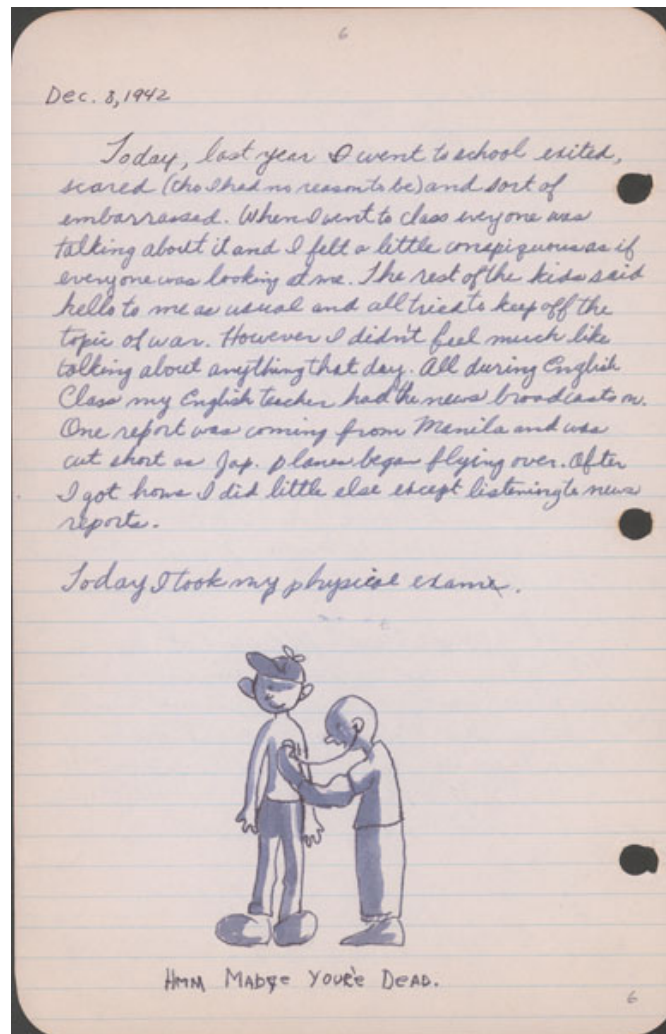 6
Dec. 8, 1942
Today, last year I went to school exited,
scared (tho I had no reason to be) and sort of
embarrassed. When I went to class everyone was
talking about it and I felt a little conspiquous as if
everyone was looking at me. The rest of the kids said
hello to me as usual and all tried to keep off the
topic of war. However I didn't feel much like
talking about anything that day. All during English
Class my English teacher had the news broadcasts on.
One report was coming from Manila and was
cut short as Jap. planes began flying over. After
I got home I did little else except listening to news
reports.
Today I took my physical exam.
HMM MABYE YOUR'E DEAD.
6